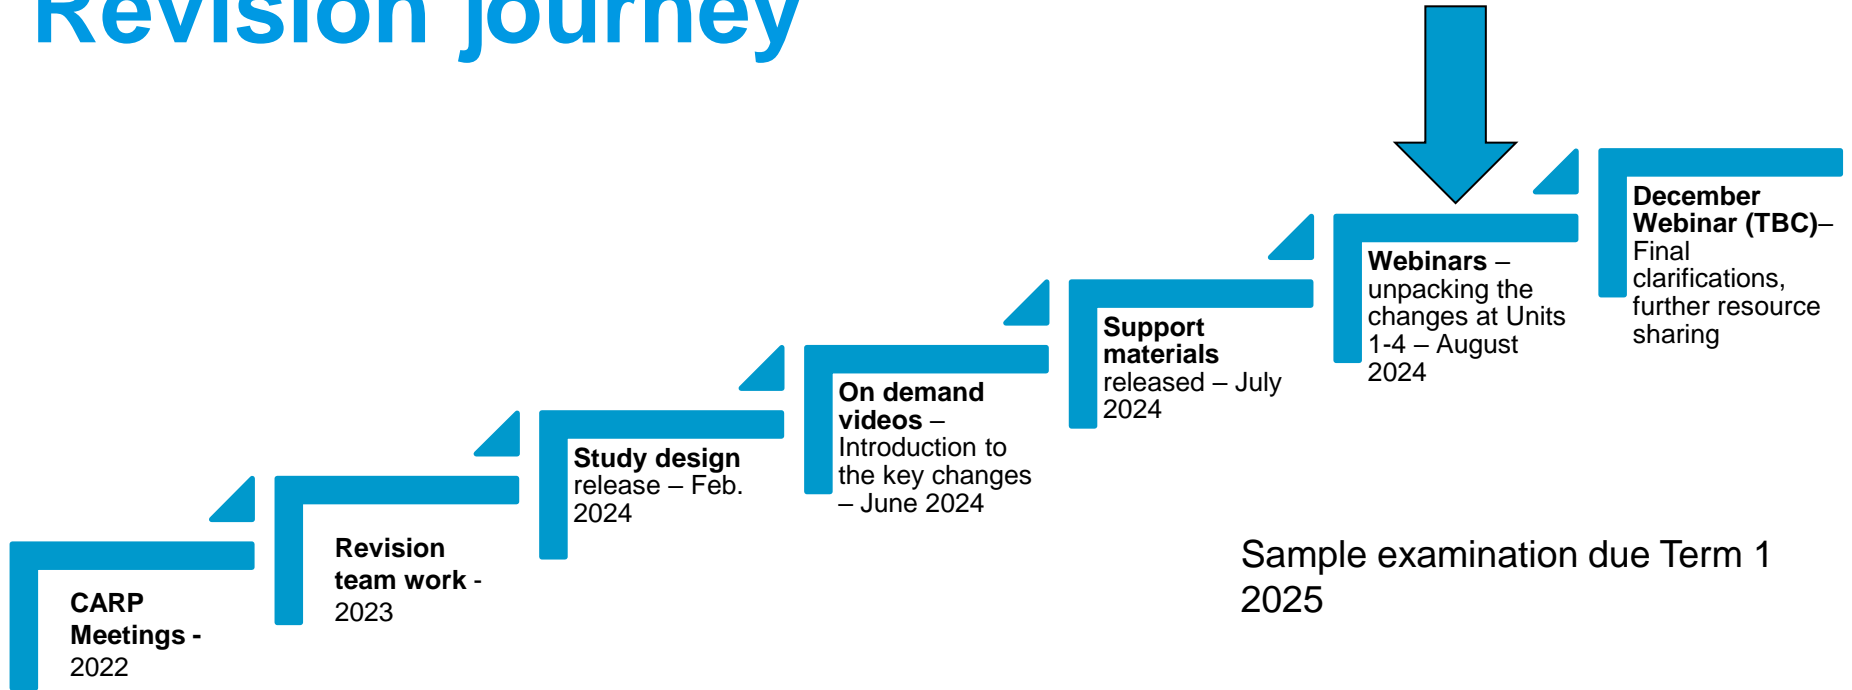 Revision journey
CARP
Meetings -
2022
Revision
team work -
2023
Study design
release – Feb.
2024
On demand
videos –
Introduction to
the key changes
– June 2024
Support
materials
released – July
2024
Webinars –
unpacking the
changes at Units
1-4 – August
2024
December
Webinar (TBC)–
Final
clarifications,
further resource
sharing
Sample examination due Term 1
2025